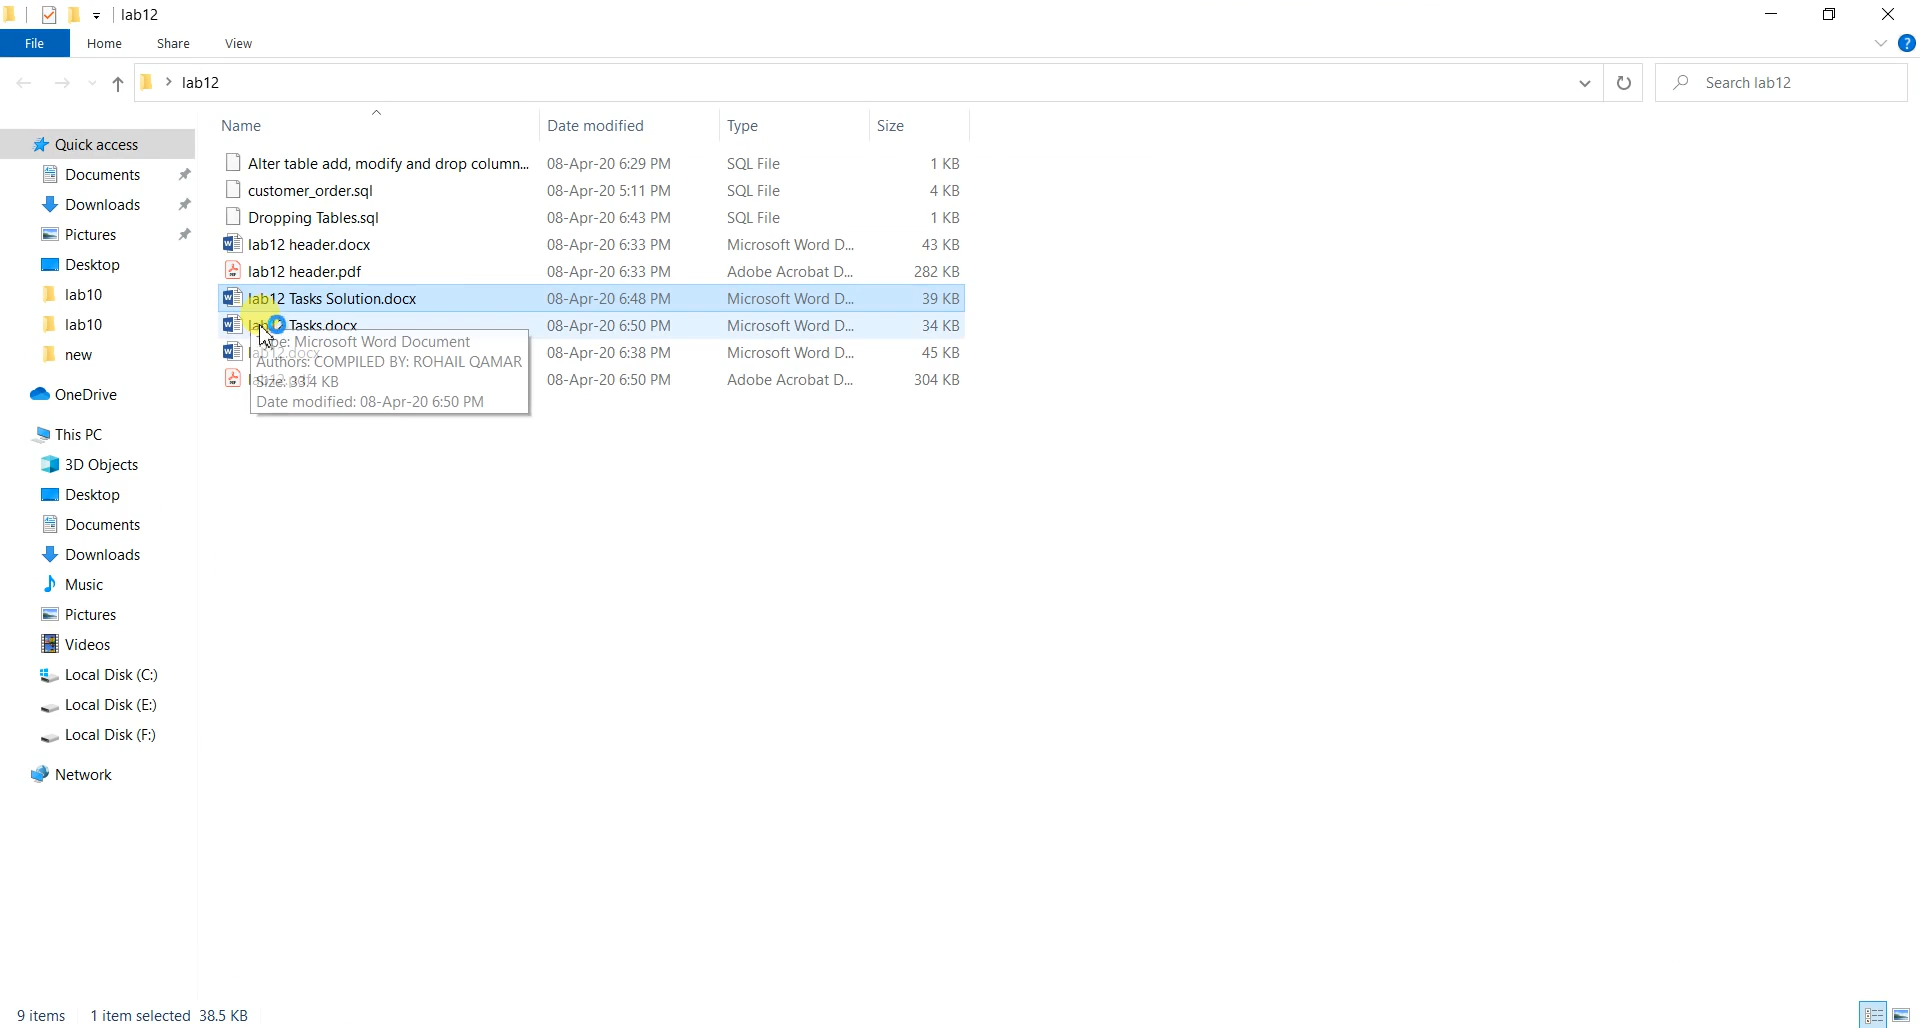 lab12
File Home Share View
lab12 Search lab12
Name Date modified Type Size
Quick access
Documents
Downloads
Pictures
Desktop
lab10
lab10
new
OneDrive
This PC
3D Objects
Desktop
Documents
Downloads
Music
Pictures
Videos
Local Disk (C:)
Local Disk (E:)
Local Disk (F:)
Network
Alter table add, modify and drop column... 08-Apr-20 6:29 PM SQL File 1 KB
customer_order.sql 08-Apr-20 5:11 PM SQL File 4 KB
Dropping Tables.sql 08-Apr-20 6:43 PM SQL File 1 KB
lab12 header.docx 08-Apr-20 6:33 PM Microsoft Word D... 43 KB
lab12 header.pdf 08-Apr-20 6:33 PM Adobe Acrobat D... 282 KB
lab12 Tasks Solution.docx 08-Apr-20 6:48 PM Microsoft Word D... 39 KB
Tasks.docx 08-Apr-20 6:50 PM Microsoft Word D... 34 KB
lab12.docx 08-Apr-20 6:38 PM Microsoft Word D... 45 KB
08-Apr-20 6:50 PM Adobe Acrobat D... 304 KB
Microsoft Word Document
Authors: COMPILED BY: ROHAIL QAMAR
Size: 33.4 KB
Date modified: 08-Apr-20 6:50 PM
9 items 1 item selected 38.5 KB